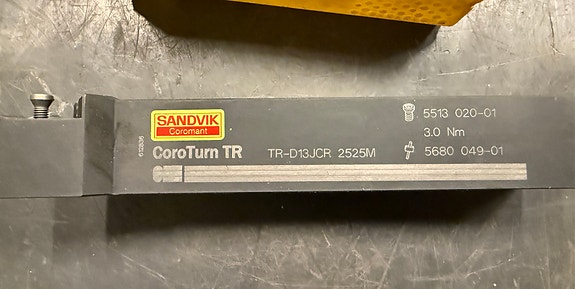 SANDVIK
Coromant
CoroTurn TR
TR-D13JCR 2525M
5513 020-01
3.0 Nm
5680 049-01